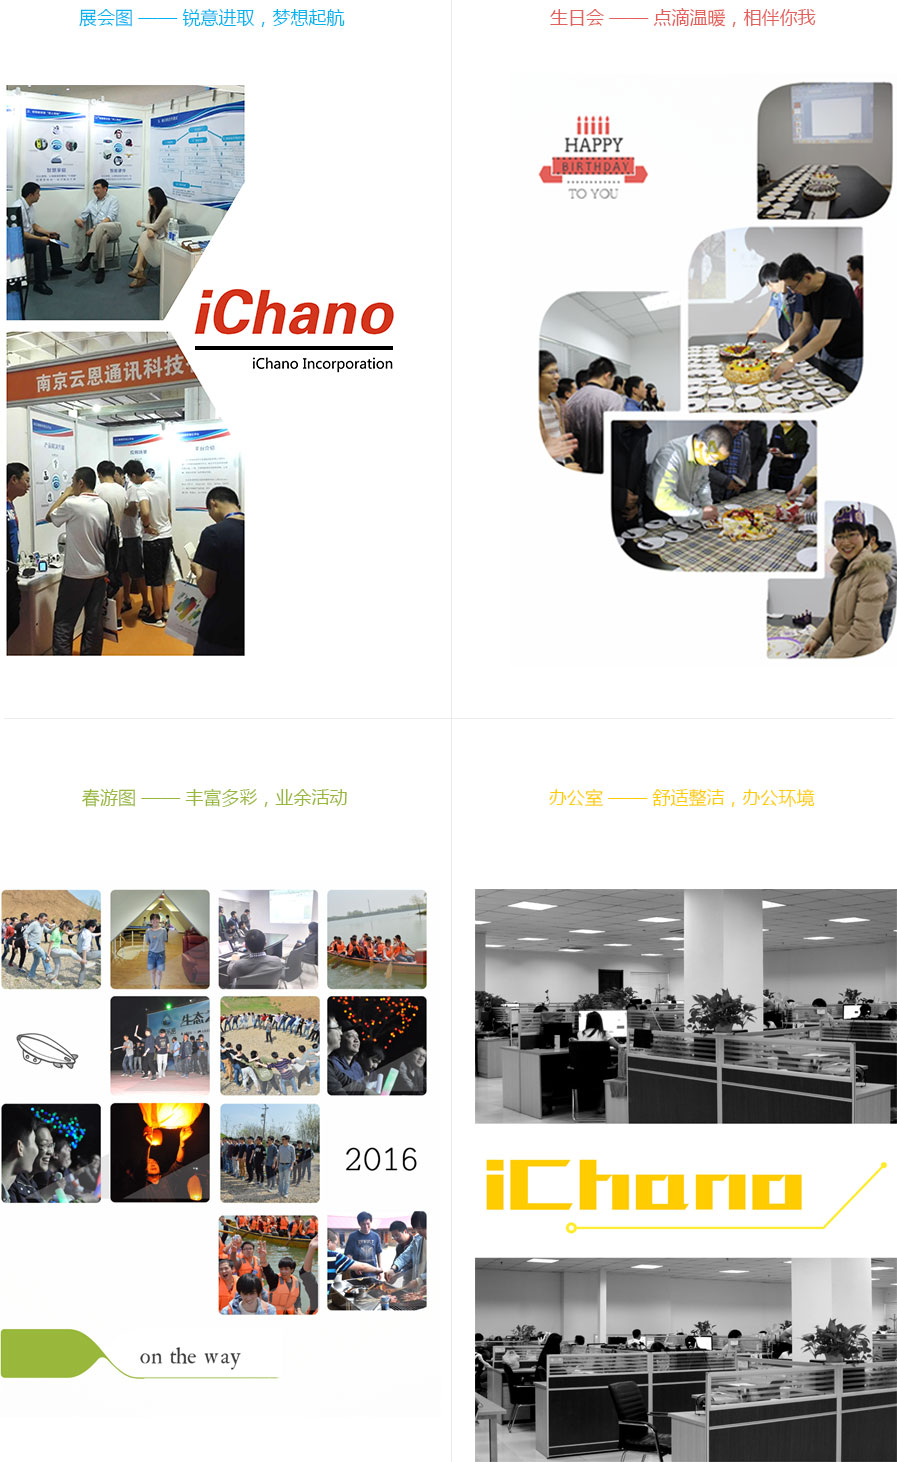 展会图 —— 锐意进取，梦想起航
iChano
iChano Incorporation
南京云恩通讯科技
生日会 —— 点滴温暖，相伴你我
HAPPY
BIRTHDAY
TO YOU
春游图 —— 丰富多彩，业余活动
2016
on the way
办公室 —— 舒适整洁，办公环境
iChano